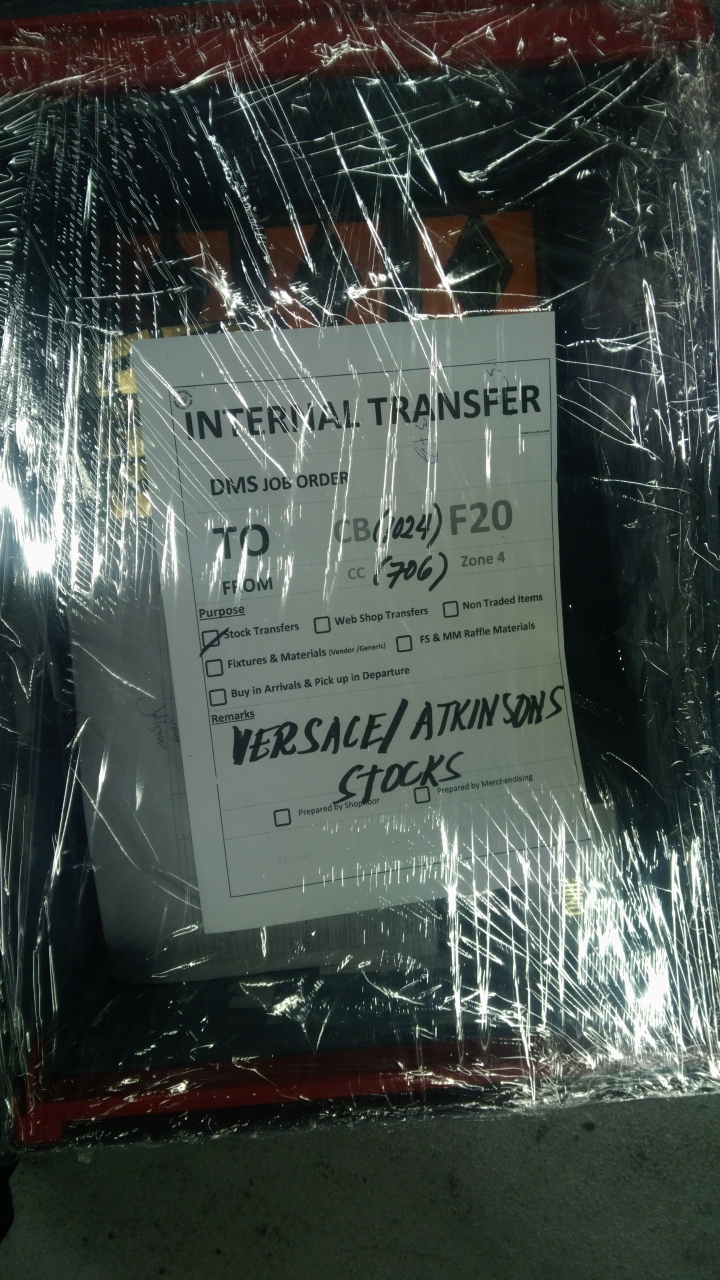 INTERNAL TRANSFER
DMS JOB ORDER
TO CB (1024) F20
FROM CC (706) Zone 4
Purpose
Stock Transfers Web Shop Transfers Non Traded Items
Fixtures & Materials (Vendor /Generic) FS & MM Raffle Materials
Buy in Arrivals & Pick up in Departure
Remarks
VERSACE/ATKINSONS
STOCKS
Prepared by Shopfloor Prepared by Merchandising